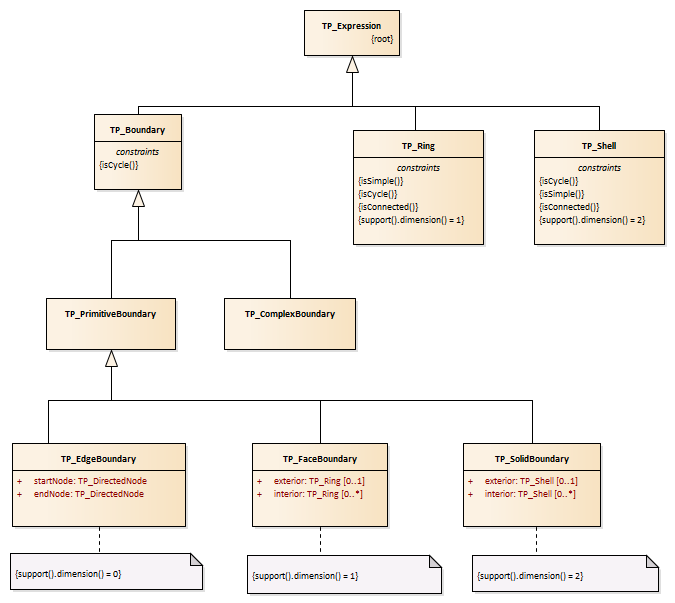 TP_Expression
{root}
TP_Boundary
constraints
{isCycle()}
TP_Ring
constraints
{isSimple()}
{isCycle()}
{isConnected()}
{support().dimension() = 1}
TP_Shell
constraints
{isCycle()}
{isSimple()}
{isConnected()}
{support().dimension() = 2}
TP_PrimitiveBoundary
TP_ComplexBoundary
TP_EdgeBoundary
+ startNode: TP_DirectedNode
+ endNode: TP_DirectedNode
TP_FaceBoundary
+ exterior: TP_Ring [0..1]
+ interior: TP_Ring [0..*]
TP_SolidBoundary
+ exterior: TP_Shell [0..1]
+ interior: TP_Shell [0..*]
{support().dimension() = 0}
{support().dimension() = 1}
{support().dimension() = 2}